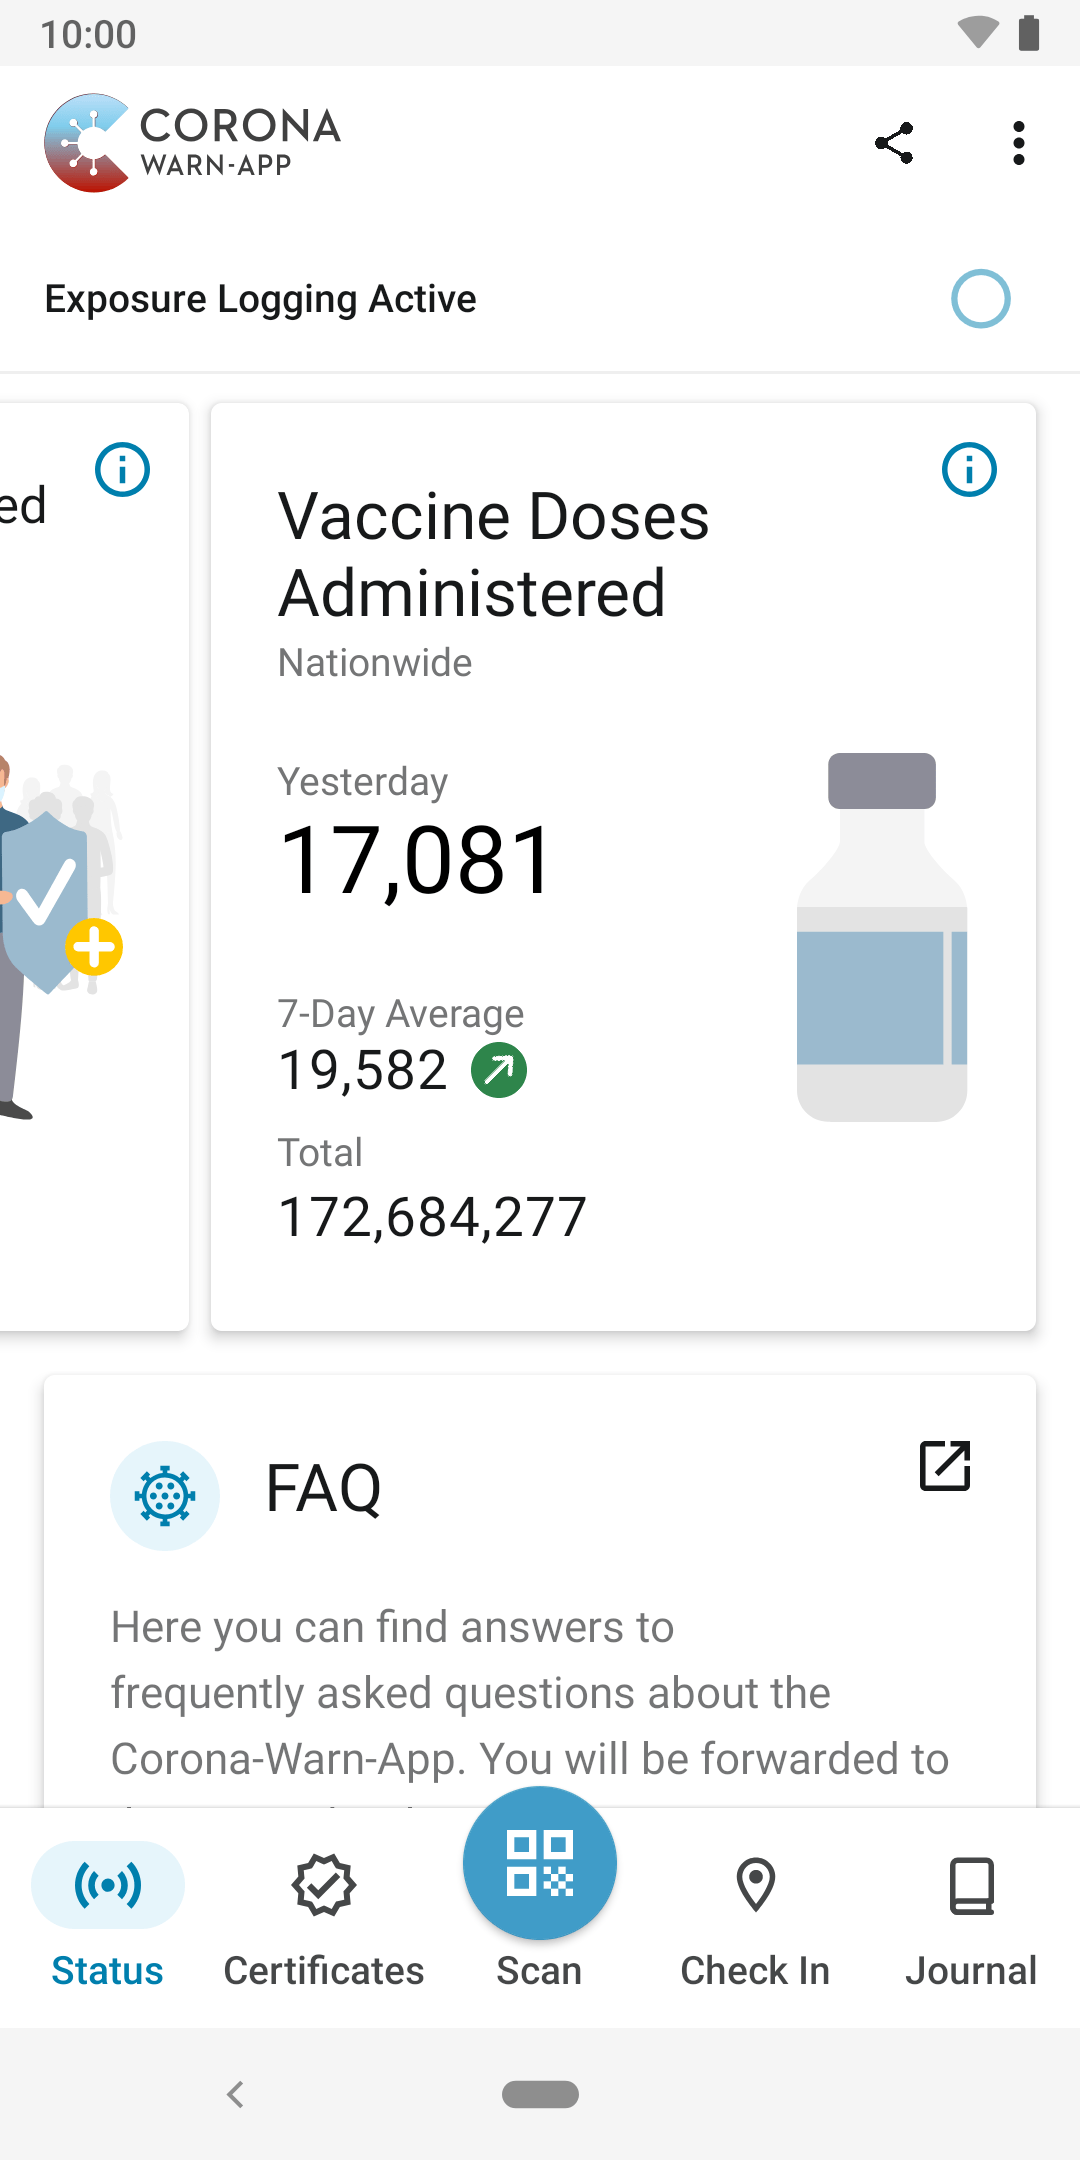 10:00
CORONA
WARN-APP
Exposure Logging Active
ed
Vaccine Doses
Administered
Nationwide
Yesterday
17,081
7-Day Average
19,582
Total
172,684,277
FAQ
Here you can find answers to
frequently asked questions about the
Corona-Warn-App. You will be forwarded to
Status
Certificates
Scan
Check In
Journal